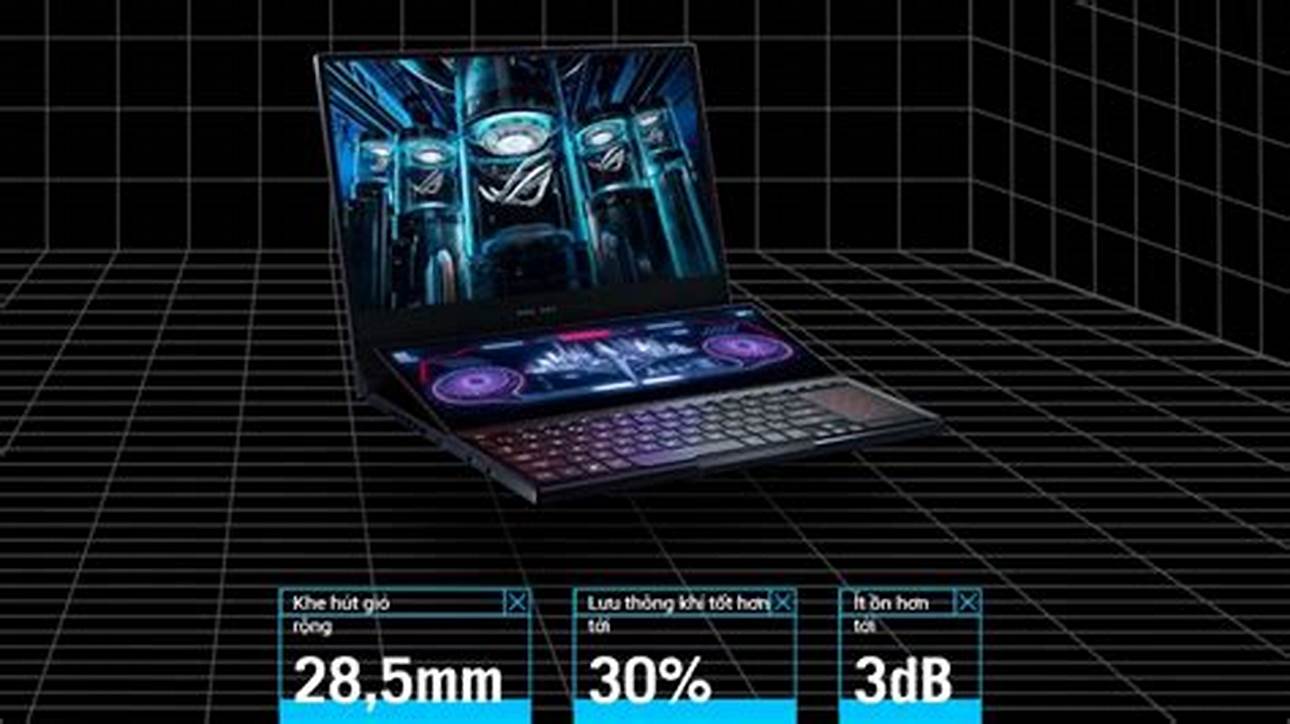 Khe hút gió
rộng
28,5mm
Lưu thông khí tốt hơn
tới
30%
Ít ồn hơn
tới
3dB